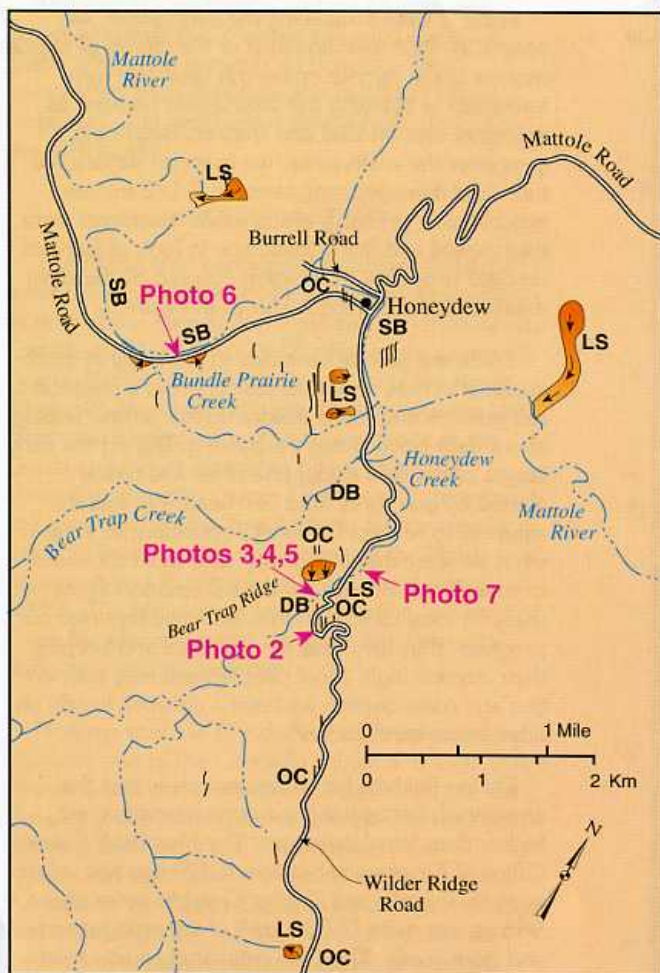 Mattole
River
Mattole Road
LS
Burrell Road
Mattole Road
OC
SB
Photo 6
SB
Honeydew
SB
LS
Bundle Prairie
Creek
LS
Honeydew
Creek
DB
Mattole
River
Bear Trap Creek
OC
Photos 3,4,5
LS
Photo 7
Bear Trap Ridge
DB
OC
Photo 2
0 1 Mile
0 1 2 Km
OC
N
Wilder Ridge
Road
LS
OC